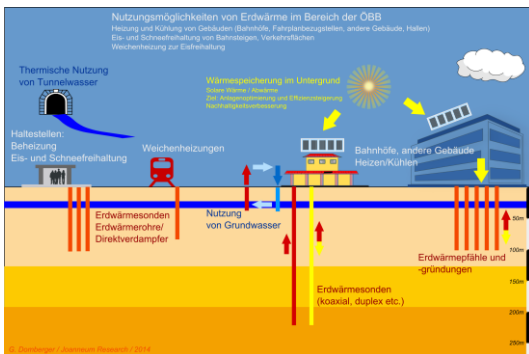 Nutzungsmöglichkeiten von Erdwärme im Bereich der ÖBB
Heizung und Kühlung von Gebäuden (Bahnhöfe, Fahrplanbezugstellen, andere Gebäude, Hallen)
Eis- und Schneefreihaltung von Bahnsteigen, Verkehrsflächen
Weichenheizung zur Eisfreihaltung
Thermische Nutzung
von Tunnelwasser
Wärmespeicherung im Untergrund
Solare Wärme / Abwärme
Ziel: Anlagenoptimierung und Effizienzsteigerung
Nachhaltigkeitsverbesserung
Haltestellen:
Beheizung
Eis- und Schneefreihaltung
Weichenheizungen
Bahnhöfe, andere Gebäude
Heizen/Kühlen
Erdwärmesonden
Erdwärmerohre/
Direktverdampfer
Nutzung
von Grundwasser
Erdwärmepfähle und
-gründungen
Erdwärmesonden
(koaxial, duplex etc.)
50m
100m
150m
200m
250m
G. Domberger / Joanneum Research / 2014